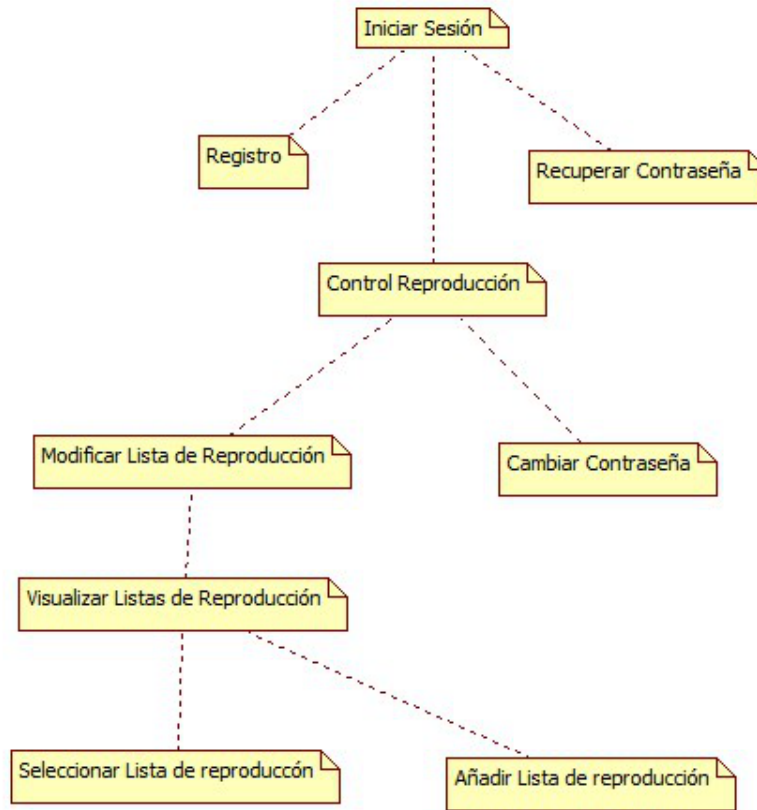 Iniciar Sesión
Registro
Recuperar Contraseña
Control Reproducción
Modificar Lista de Reproducción
Cambiar Contraseña
Visualizar Listas de Reproducción
Seleccionar Lista de reproduccón
Añadir Lista de reproducción